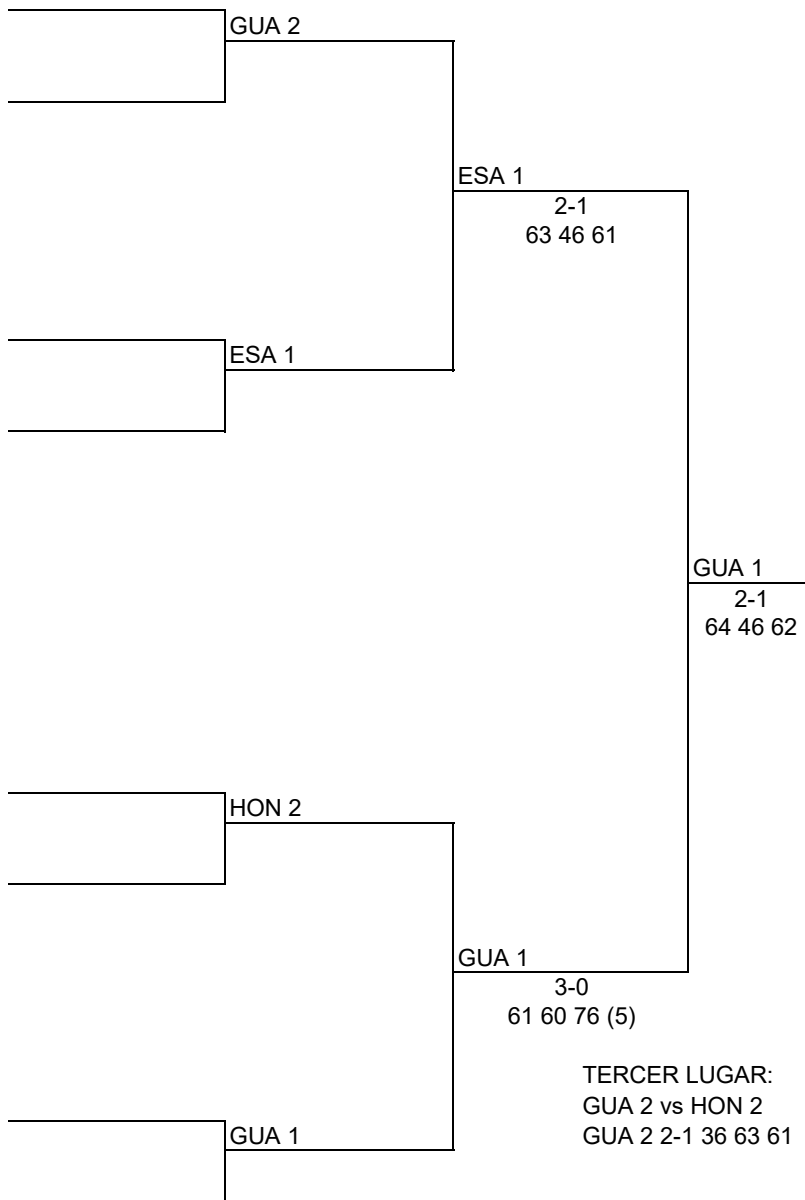 GUA 2
ESA 1
2-1
63 46 61
ESA 1
GUA 1
2-1
64 46 62
HON 2
GUA 1
3-0
61 60 76 (5)
TERCER LUGAR:
GUA 2 vs HON 2
GUA 2 2-1 36 63 61
GUA 1